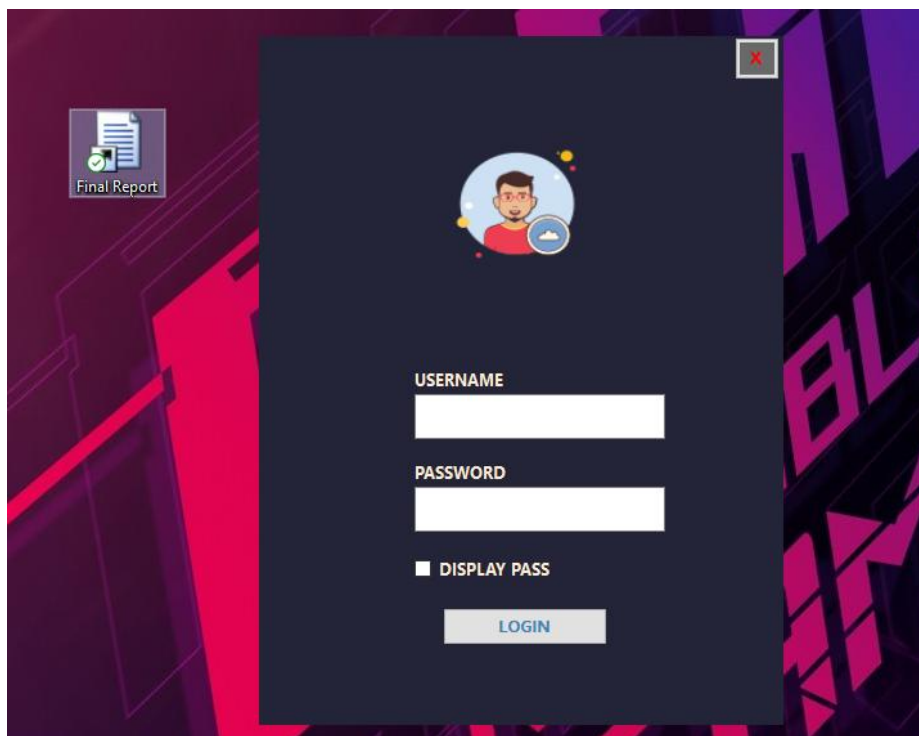 X
Final Report
USERNAME
PASSWORD
DISPLAY PASS
LOGIN